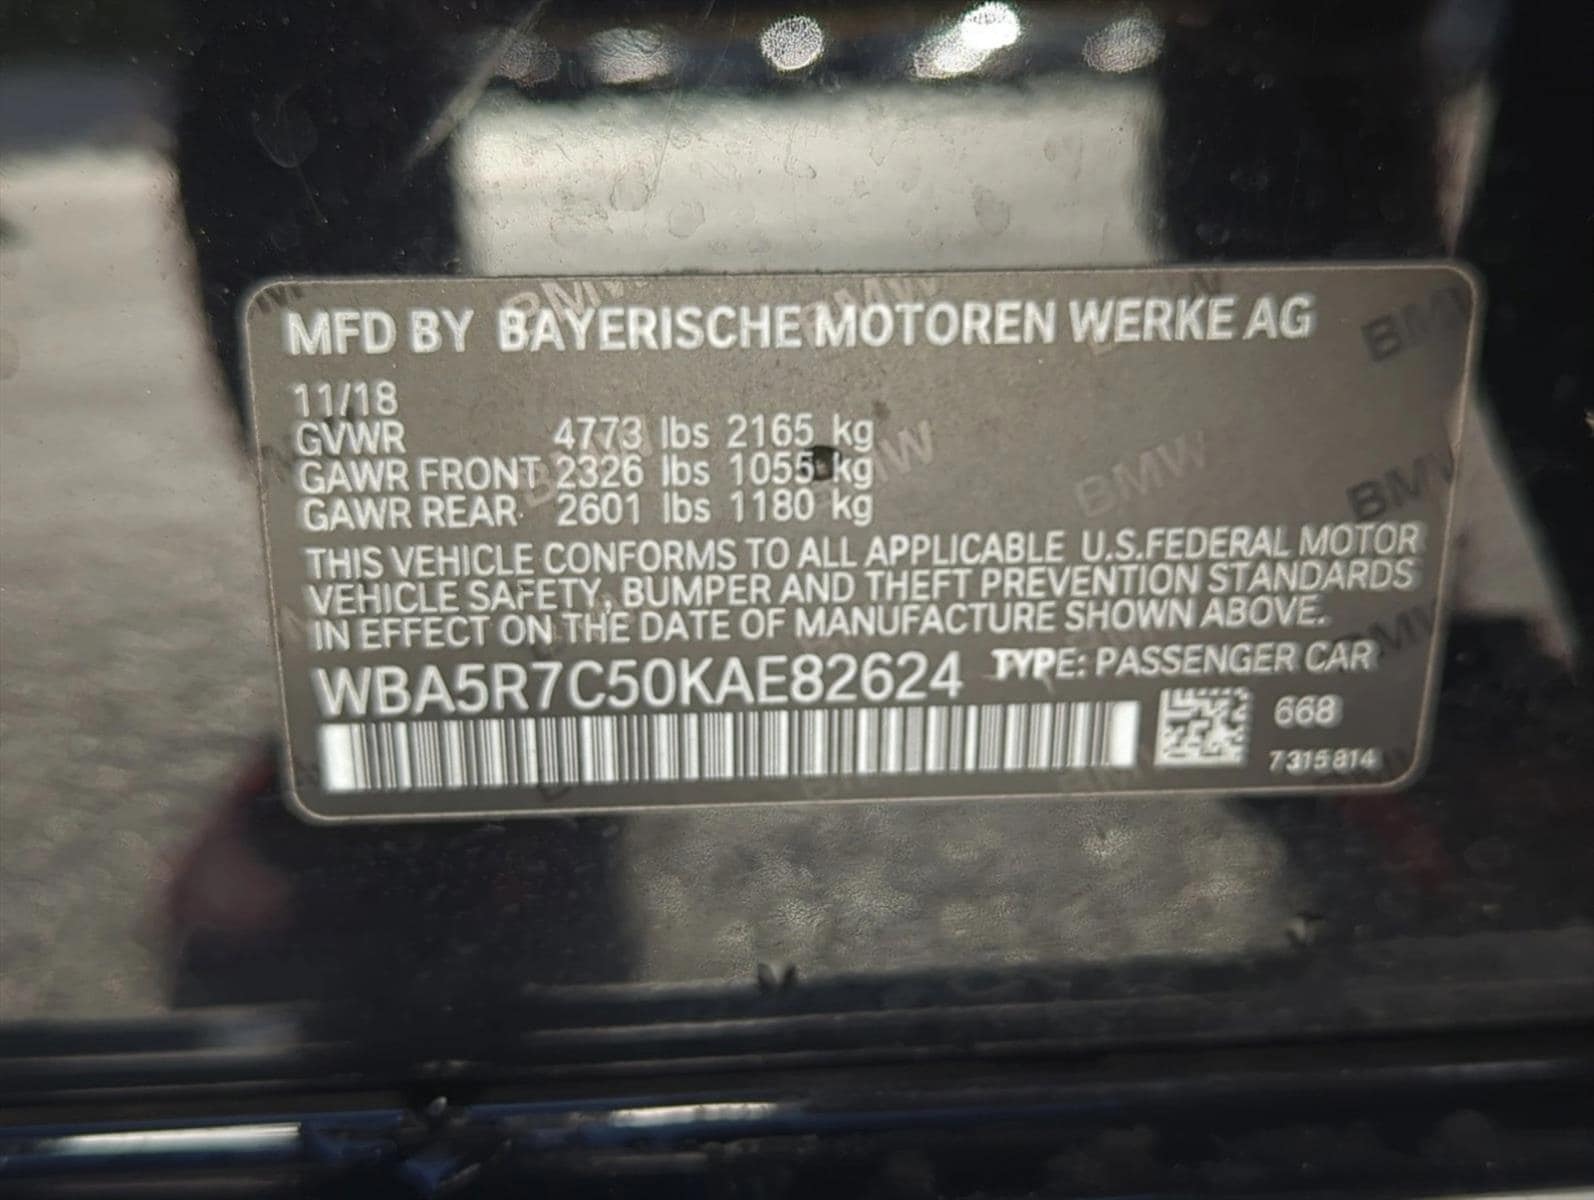 MFD BY BAYERISCHE MOTOREN WERKE AG
11/18
GVWR 4773 lbs 2165 kg
GAWR FRONT 2326 lbs 1055 kg
GAWR REAR 2601 lbs 1180 kg
THIS VEHICLE CONFORMS TO ALL APPLICABLE U.S.FEDERAL MOTOR
VEHICLE SAFETY, BUMPER AND THEFT PREVENTION STANDARDS
IN EFFECT ON THE DATE OF MANUFACTURE SHOWN ABOVE.
WBA5R7C50KAE82624 TYPE: PASSENGER CAR
668
7315814